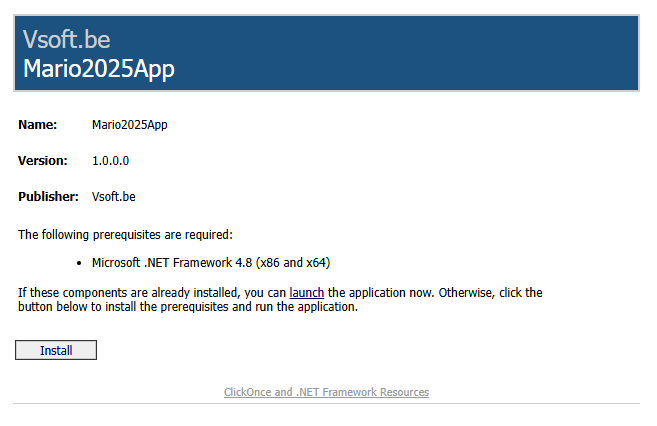 Vsoft.be
Mario2025App
Name: Mario2025App
Version: 1.0.0.0
Publisher: Vsoft.be
The following prerequisites are required:
• Microsoft .NET Framework 4.8 (x86 and x64)
If these components are already installed, you can launch the application now. Otherwise, click the
button below to install the prerequisites and run the application.
Install
ClickOnce and .NET Framework Resources